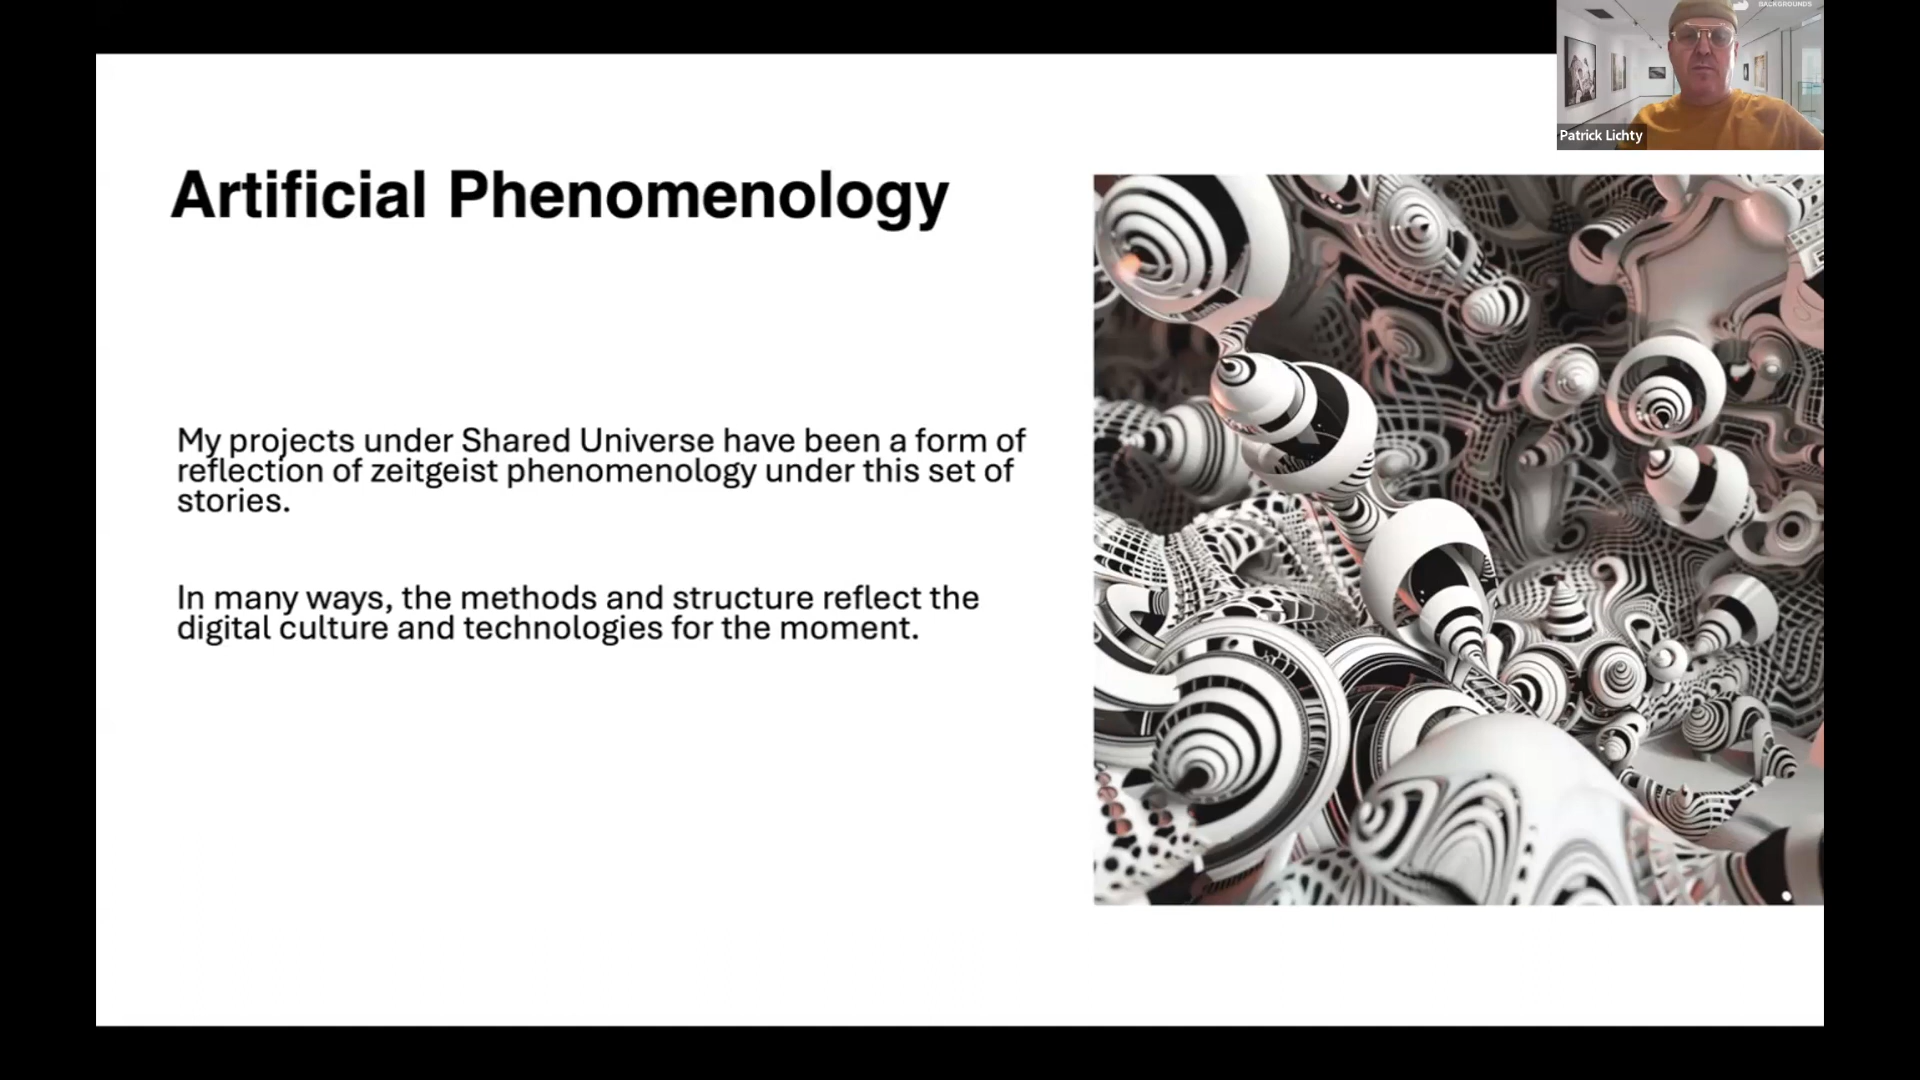 BACKGROUNDS
Patrick Lichty
Artificial Phenomenology
My projects under Shared Universe have been a form of
reflection of zeitgeist phenomenology under this set of
stories.
In many ways, the methods and structure reflect the
digital culture and technologies for the moment.